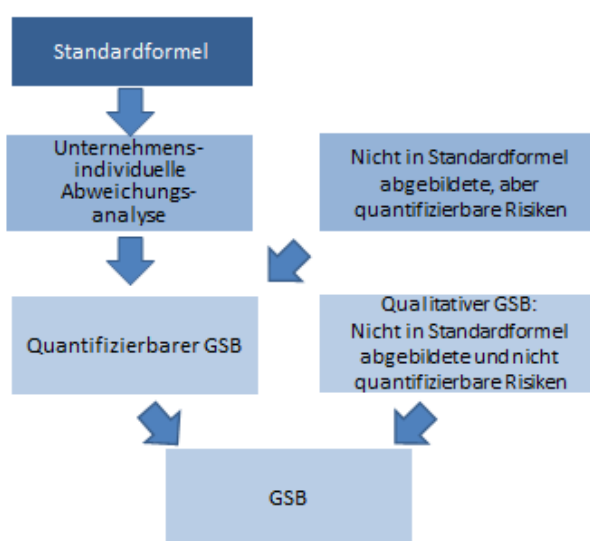 Standardformel
Unternehmens-
individuelle
Abweichungs-
analyse
Nicht in Standardformel
abgebildete, aber
quantifizierbare Risiken
Quantifizierbarer GSB
Qualitativer GSB:
Nicht in Standardformel
abgebildete und nicht
quantifizierbare Risiken
GSB